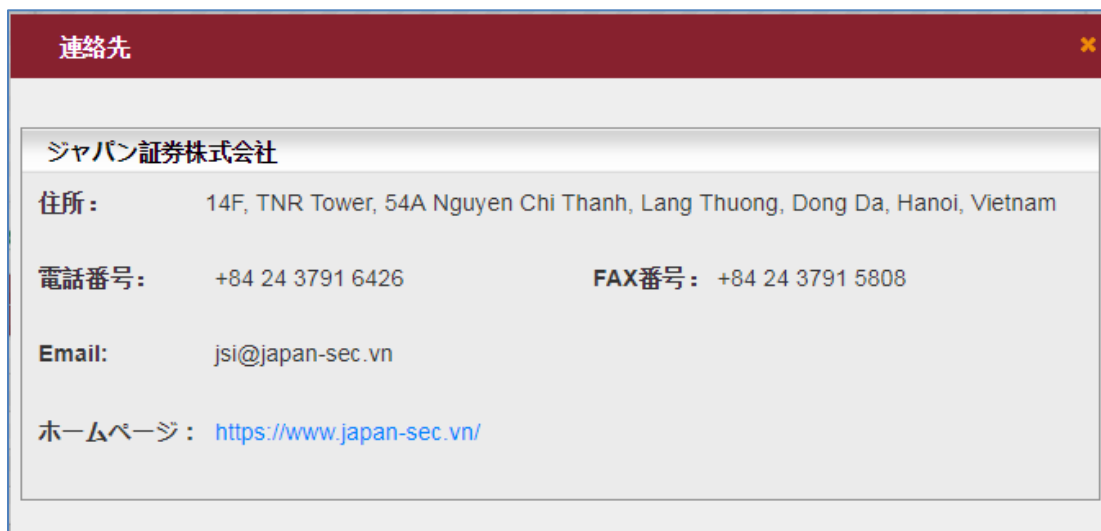 連絡先
ジャパン証券株式会社
住所： 14F, TNR Tower, 54A Nguyen Chi Thanh, Lang Thuong, Dong Da, Hanoi, Vietnam
電話番号： +84 24 3791 6426 FAX番号： +84 24 3791 5808
Email: jsi@japan-sec.vn
ホームページ： https://www.japan-sec.vn/